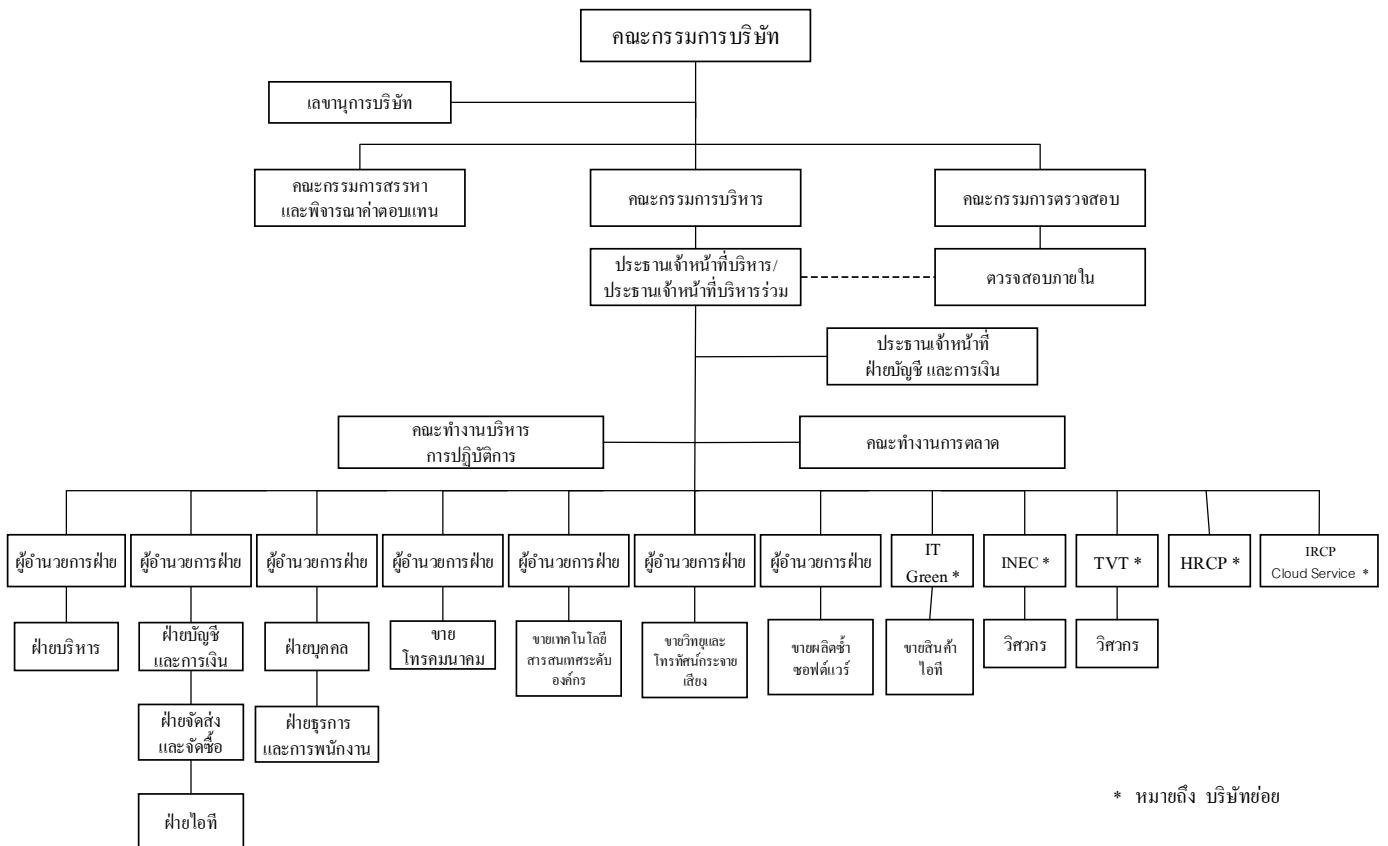 คณะกรรมการบริษัท
เลขานุการบริษัท
คณะกรรมการสรรหา
และพิจารณาค่าตอบแทน
คณะกรรมการบริหาร
คณะกรรมการตรวจสอบ
ประธานเจ้าหน้าที่บริหาร/
ประธานเจ้าหน้าที่บริหารร่วม
ตวรจสอบภายใน
ประธานเจ้าหน้าที่
ฝ่ายบัญชี และการเงิน
คณะทำงานบริหาร
การปฏิบัติการ
คณะทำงานการตลาด
ผู้อำนวยการฝ่าย
ผู้อำนวยการฝ่าย
ผู้อำนวยการฝ่าย
ผู้อำนวยการฝ่าย
ผู้อำนวยการฝ่าย
ผู้อำนวยการฝ่าย
ผู้อำนวยการฝ่าย
IT
Green *
INEC *
TVT *
HRCP *
IRCP
Cloud Service *
ฝ่ายบริหาร
ฝ่ายบัญชี
และการเงิน
ฝ่ายบุคคล
ขาย
โทรคมนาคม
ขายเทคโนโลยี
สารสนเทศระดับ
องค์กร
ขายวิทยุและ
โทรทัศน์กระจาย
เสียง
ขายผลิตซ้ำ
ซอฟต์แวร์
ขายสินค้า
ไอที
วิศวกร
วิศวกร
ฝ่ายจัดส่ง
และจัดซื้อ
ฝ่ายธุรการ
และการพนักงาน
ฝ่ายไอที
* หมายถึง บริษัทย่อย